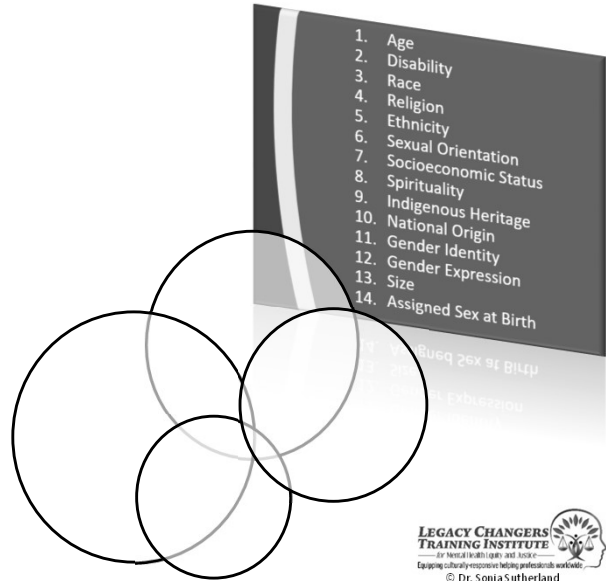 1. Age
2. Disability
3. Race
4. Religion
5. Ethnicity
6. Sexual Orientation
7. Socioeconomic Status
8. Spirituality
9. Indigenous Heritage
10. National Origin
11. Gender Identity
12. Gender Expression
13. Size
14. Assigned Sex at Birth
LEGACY CHANGERS
TRAINING INSTITUTE
for Mental Health Equity and Justice
Equipping culturally-responsive helping professionals worldwide
© Dr. Sonja Sutherland